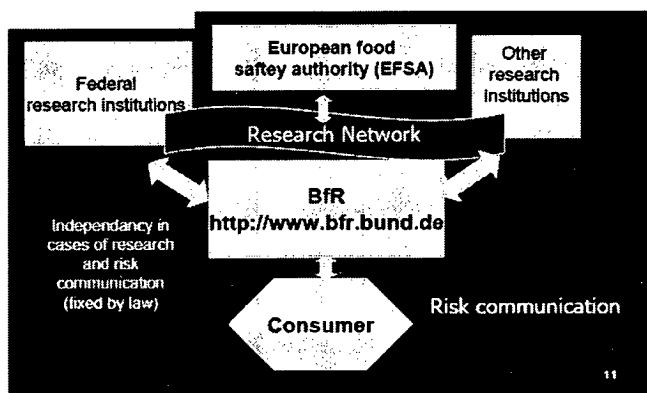 European food
saftey authority (EFSA)
Federal
research institutions
Other
research
institutions
Research Network
BfR
http://www.bfr.bund.de
Independancy in
cases of research
and risk
communication
(fixed by law)
Consumer
Risk communication
11